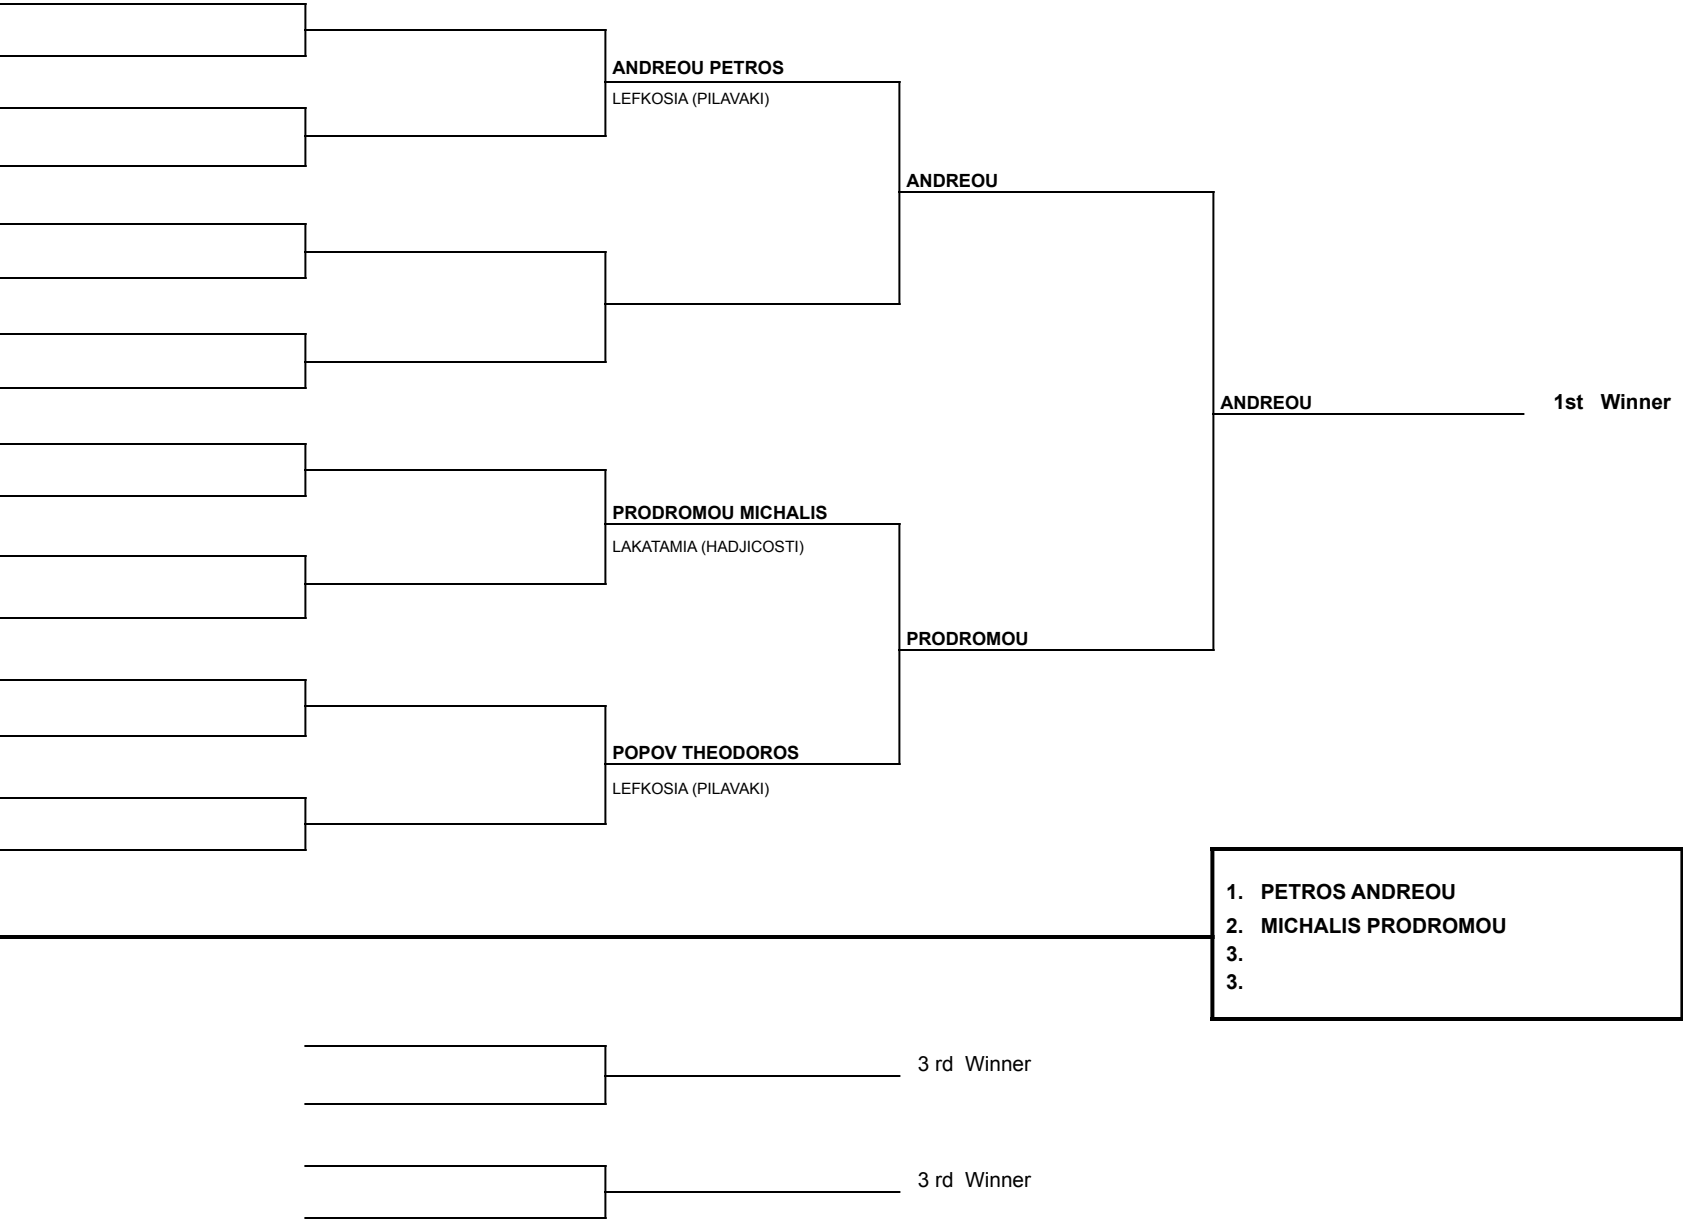 ANDREOU PETROS
LEFKOSIA (PILAVAKI)
ANDREOU
ANDREOU
1st Winner
PRODROMOU MICHALIS
LAKATAMIA (HADJICOSTI)
PRODROMOU
POPOV THEODOROS
LEFKOSIA (PILAVAKI)
1. PETROS ANDREOU
2. MICHALIS PRODROMOU
3.
3.
3 rd Winner
3 rd Winner